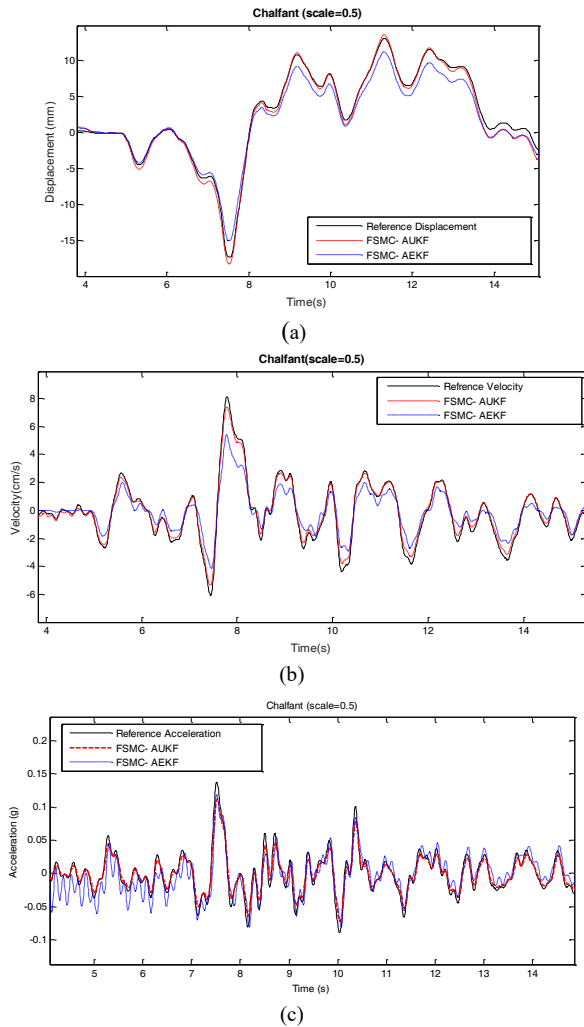 Chalfant (scale=0.5)
10
5
0
-5
-10
-15
Displacement (mm)
Reference Displacement
FSMC- AUKF
FSMC- AEKF
4 6 8 10 12 14
Time(s)
(a)
Chalfant(scale=0.5)
8
6
4
2
0
-2
-4
-6
Velocity(cm/s)
Refrence Velocity
FSMC- AUKF
FSMC- AEKF
4 6 8 10 12 14
Time(s)
(b)
Chalfant (scale=0.5)
0.2
0.15
0.1
0.05
0
-0.05
-0.1
Acceleration (g)
Reference Acceleration
FSMC- AUKF
FSMC- AEKF
5 6 7 8 9 10 11 12 13 14
Time (s)
(c)